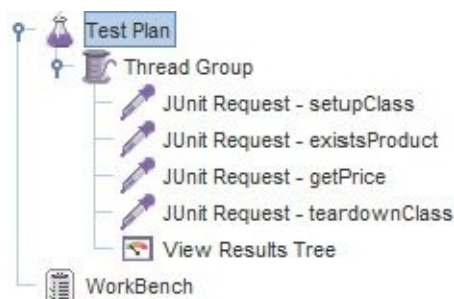 Test Plan
Thread Group
JUnit Request - setupClass
JUnit Request - existsProduct
JUnit Request - getPrice
JUnit Request - teardownClass
View Results Tree
WorkBench